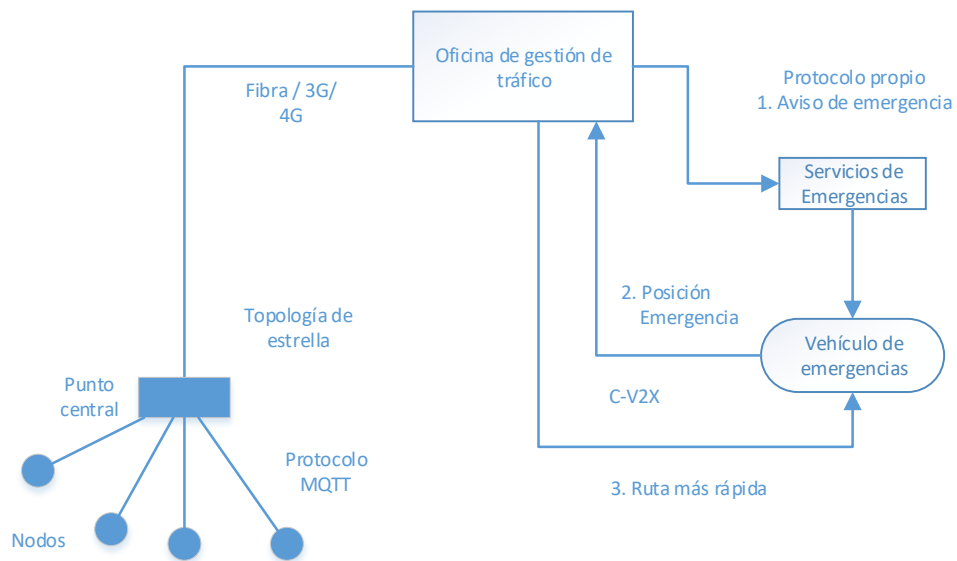 Oficina de gestión de
tráfico
Fibra / 3G/
4G
Protocolo propio
1. Aviso de emergencia
Servicios de
Emergencias
2. Posición
Emergencia
Topología de
estrella
Vehículo de
emergencias
Punto
central
C-V2X
Protocolo
MQTT
3. Ruta más rápida
Nodos